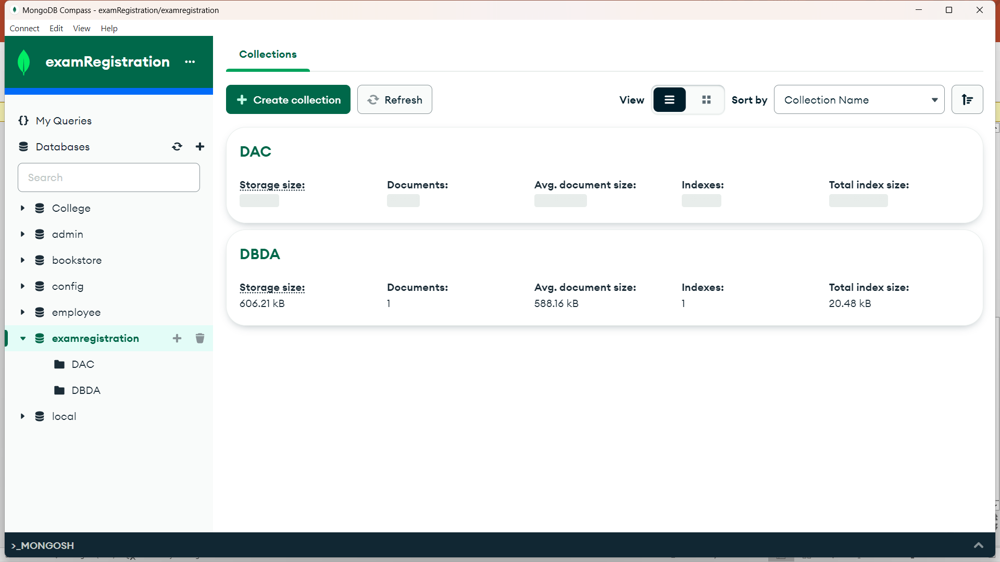 MongoDB Compass - examRegistration/examregistration
Connect Edit View Help
examRegistration ...
Collections
Create collection
Refresh
View
Sort by
Collection Name
{} My Queries
Databases
Search
College
admin
bookstore
config
employee
examregistration
DAC
DBDA
local
DAC
Storage size: Documents: Avg. document size: Indexes: Total index size:
DBDA
Storage size: Documents: Avg. document size: Indexes: Total index size:
606.21 kB 1 588.16 kB 1 20.48 kB
>_MONGOSH